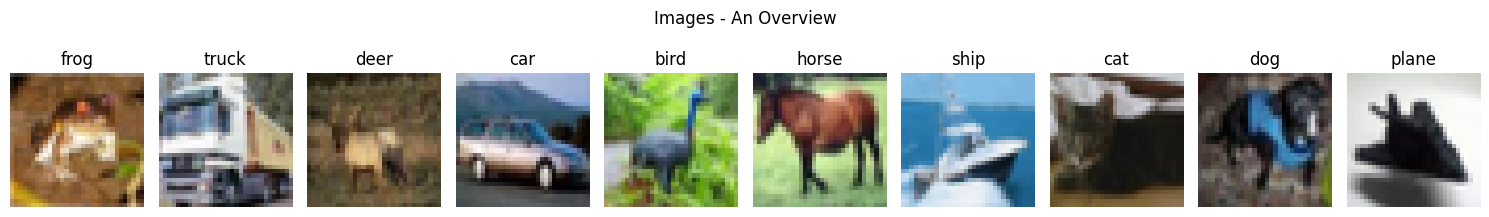 Images - An Overview
frog truck deer car bird horse ship cat dog plane